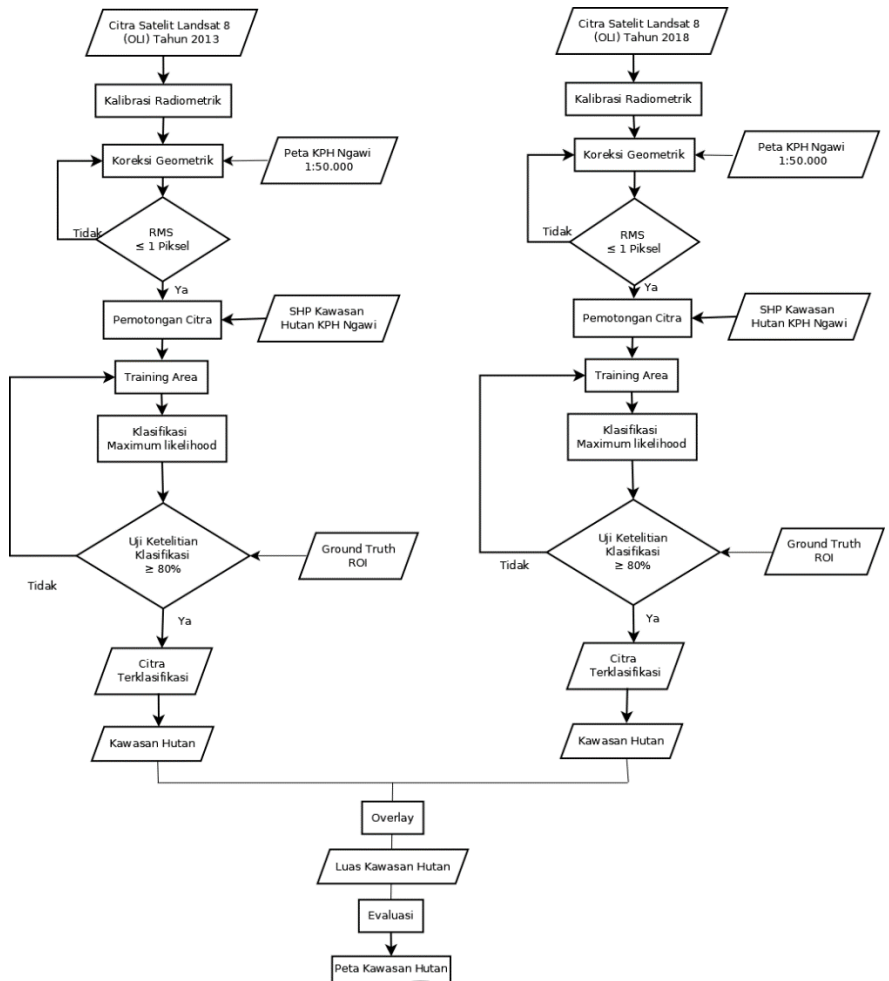 Citra Satelit Landsat 8
(OLI) Tahun 2013
Kalibrasi Radiometrik
Koreksi Geometrik
Peta KPH Ngawi
1:50.000
Tidak
RMS
≤ 1 Piksel
Ya
Pemotongan Citra
SHP Kawasan
Hutan KPH Ngawi
Training Area
Klasifikasi
Maximum likelihood
Uji Ketelitian
Klasifikasi
≥ 80%
Ground Truth
ROI
Tidak
Ya
Citra
Terklasifikasi
Kawasan Hutan
Citra Satelit Landsat 8
(OLI) Tahun 2018
Kalibrasi Radiometrik
Koreksi Geometrik
Peta KPH Ngawi
1:50.000
Tidak
RMS
≤ 1 Piksel
Ya
Pemotongan Citra
SHP Kawasan
Hutan KPH Ngawi
Training Area
Klasifikasi
Maximum likelihood
Uji Ketelitian
Klasifikasi
≥ 80%
Ground Truth
ROI
Tidak
Ya
Citra
Terklasifikasi
Kawasan Hutan
Overlay
Luas Kawasan Hutan
Evaluasi
Peta Kawasan Hutan